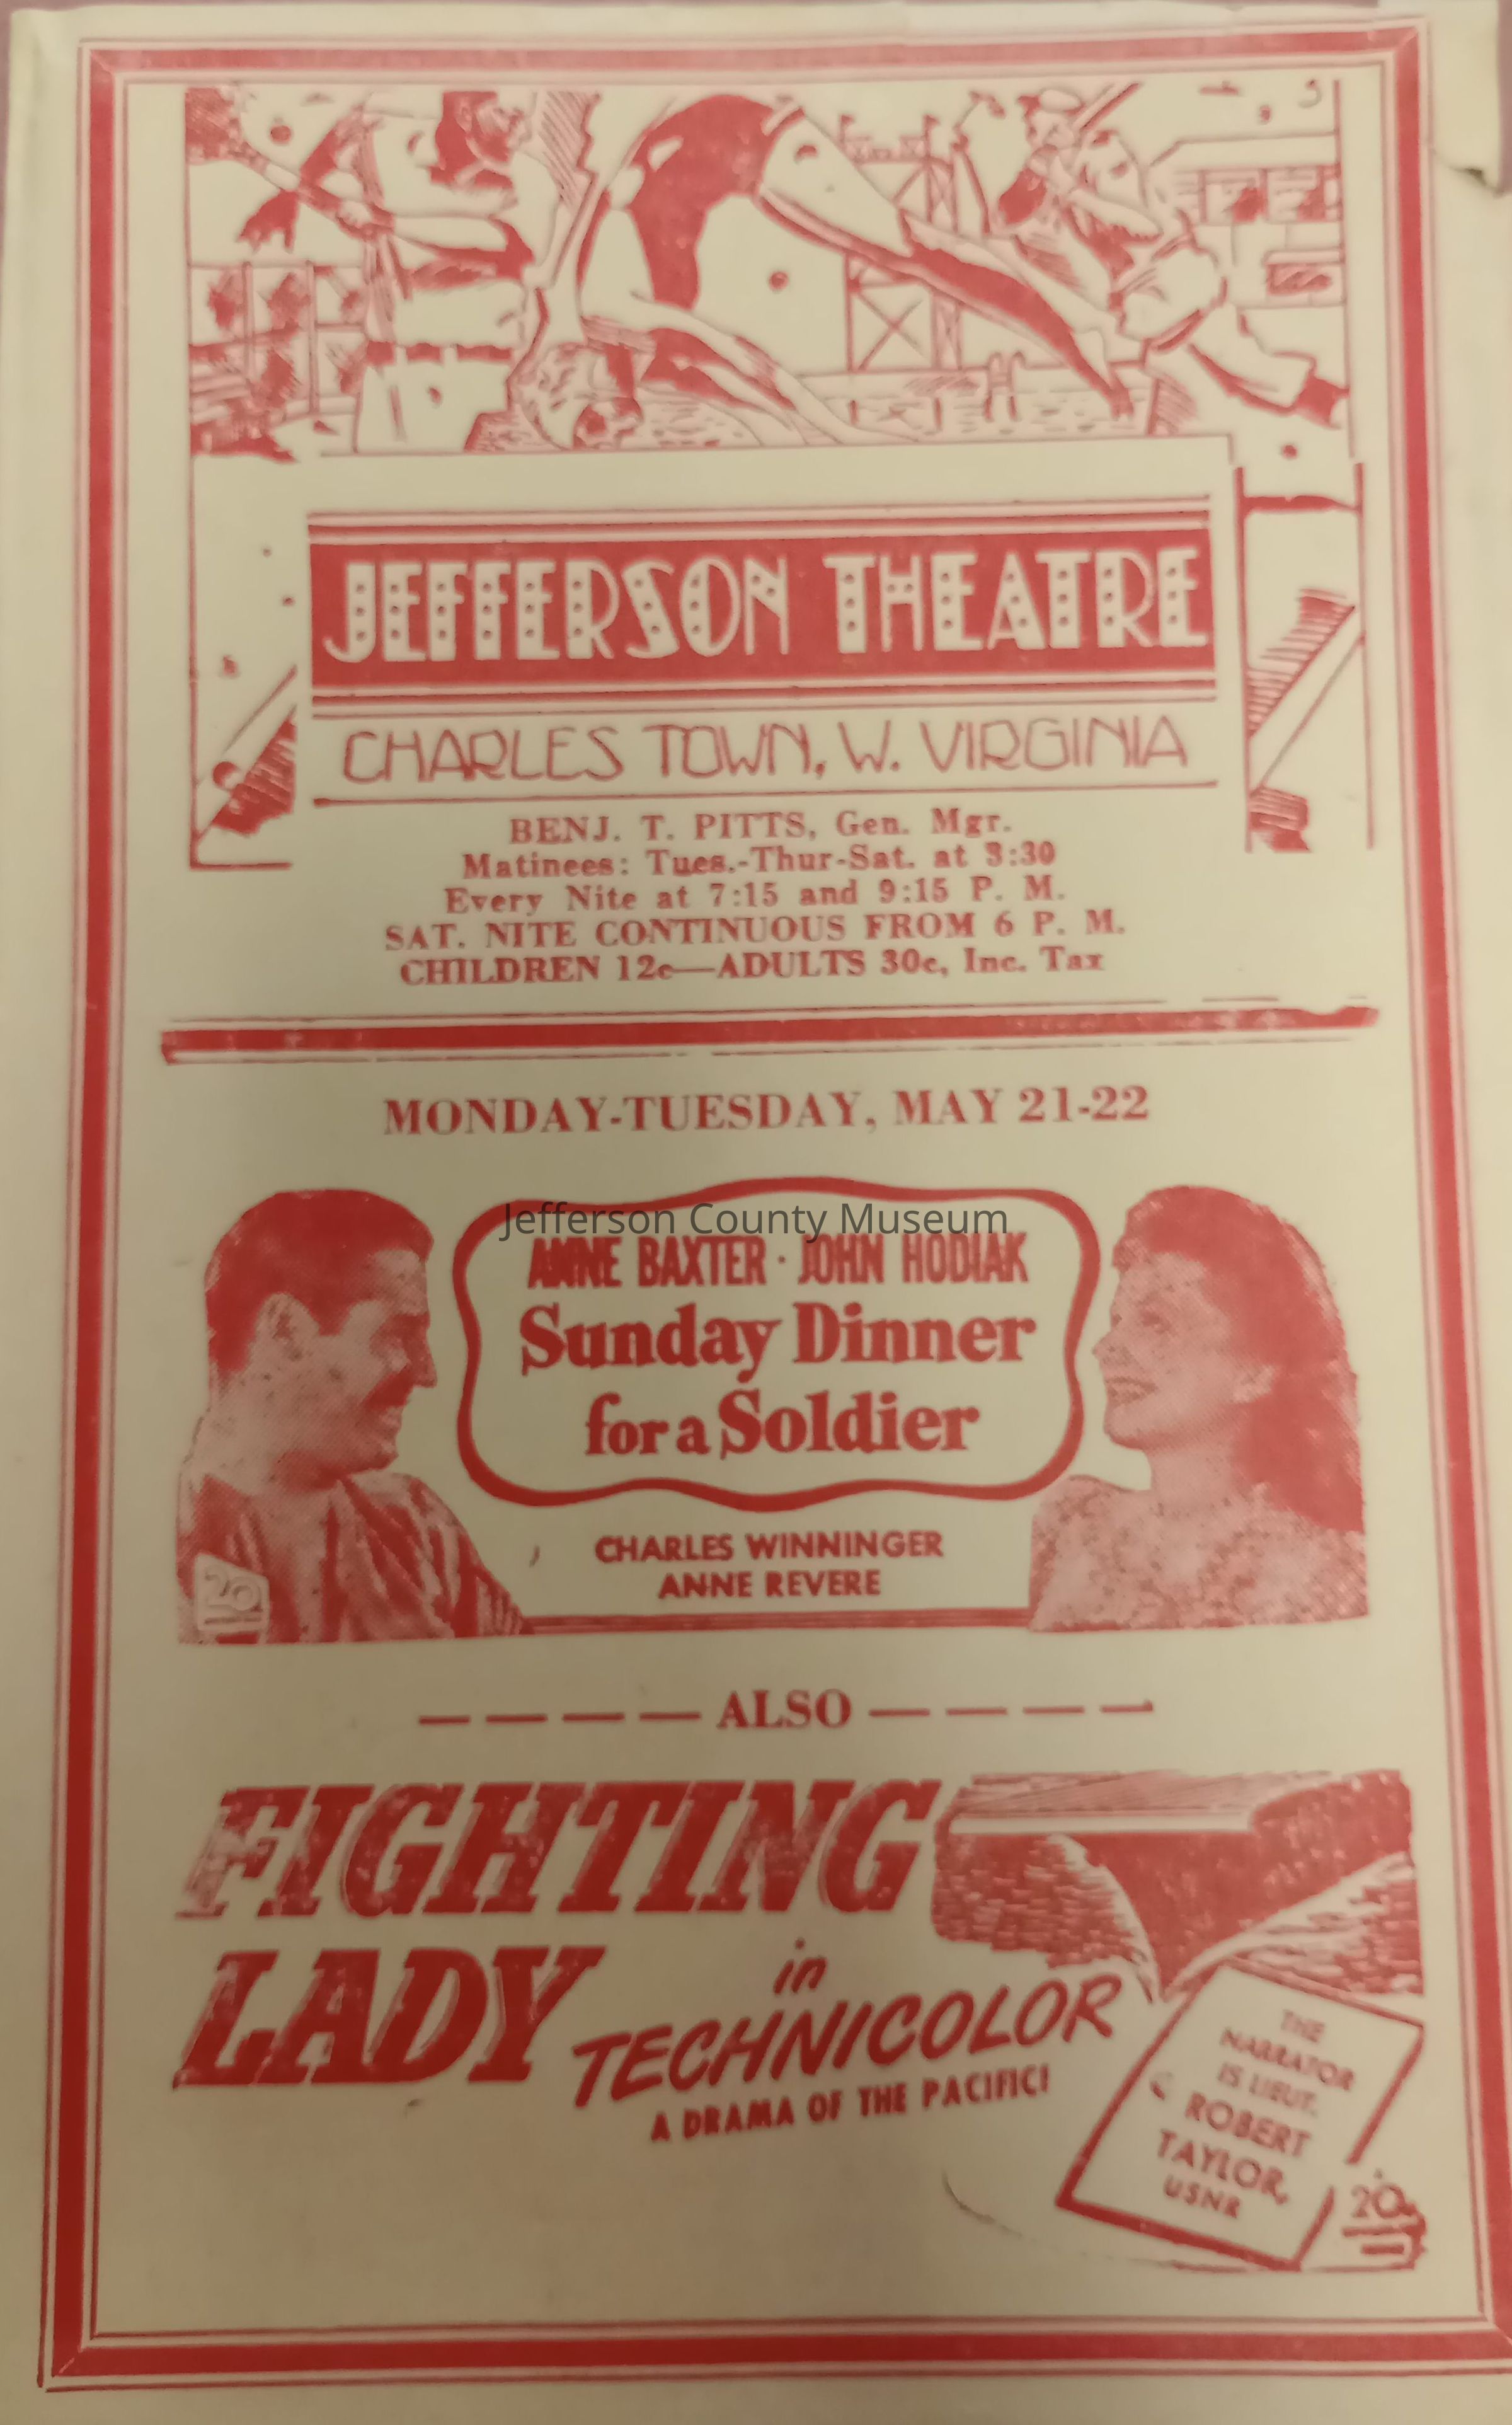 JEFFERSON THEATRE
CHARLES TOWN, W. VIRGINIA
BENJ. T. PITTS, Gen. Mgr.
Matinees: Tues.-Thur-Sat. at 3:30
Every Nite at 7:15 and 9:15 P. M.
SAT. NITE CONTINUOUS FROM 6 P. M.
CHILDREN 12c—ADULTS 30c, Inc. Tax
MONDAY-TUESDAY, MAY 21-22
Jefferson County Museum
ANNE BAXTER · JOHN HODIAK
Sunday Dinner
for a Soldier
CHARLES WINNINGER
ANNE REVERE
20
— — — — ALSO — — — —
FIGHTING
LADY
in
TECHNICOLOR
A DRAMA OF THE PACIFIC!
THE
NARRATOR
IS LIEUT.
ROBERT
TAYLOR,
USNR
20